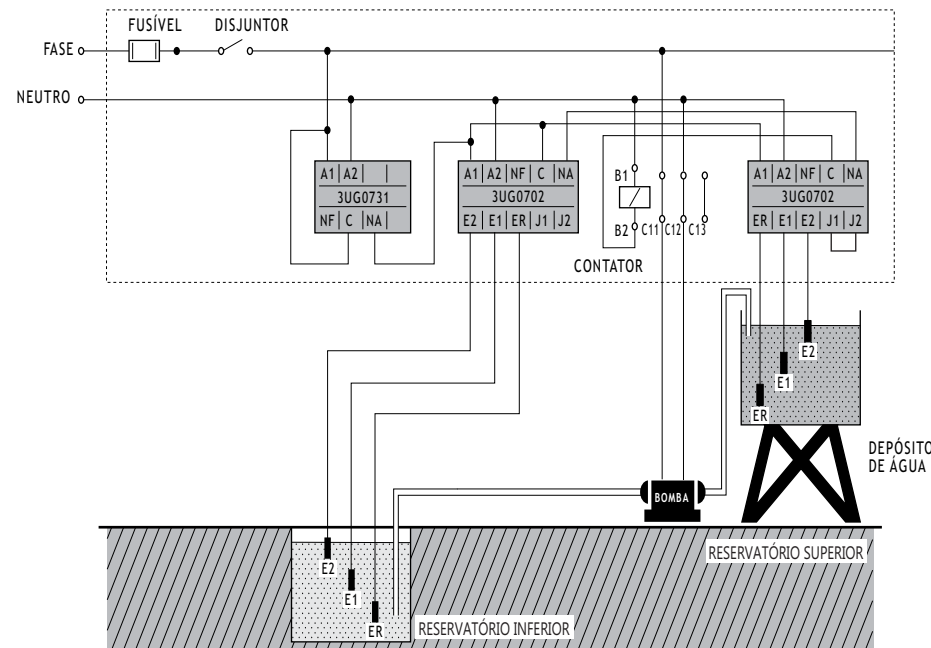 FUSÍVEL DISJUNTOR
FASE
NEUTRO
A1 A2
3UG0731
NF C NA
A1 A2 NF C NA
3UG0702
E2 E1 ER J1 J2
B1
B2 C11 C12 C13
CONTATOR
A1 A2 NF C NA
3UG0702
ER E1 E2 J1 J2
E2
E1
ER
DEPÓSITO
DE ÁGUA
BOMBA
RESERVATÓRIO SUPERIOR
E2
E1
ER
RESERVATÓRIO INFERIOR